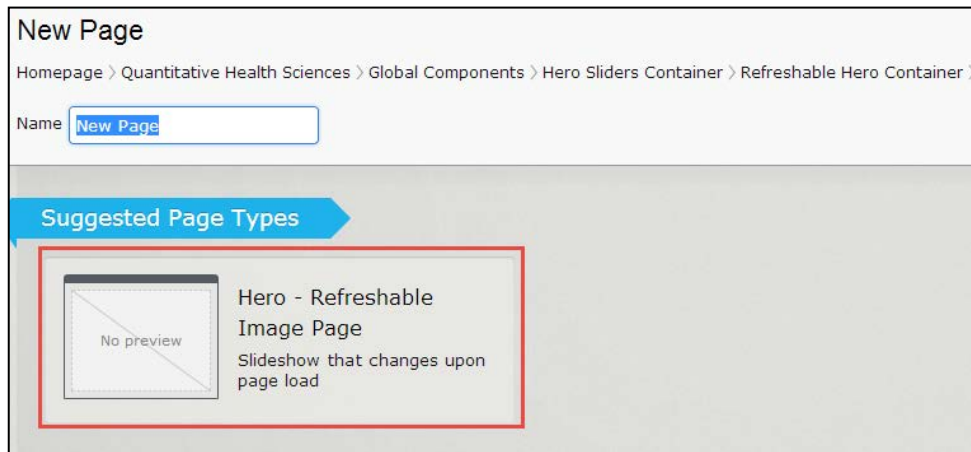 New Page
Homepage > Quantitative Health Sciences > Global Components > Hero Sliders Container > Refreshable Hero Container >
Name New Page
Suggested Page Types
No preview
Hero - Refreshable
Image Page
Slideshow that changes upon
page load